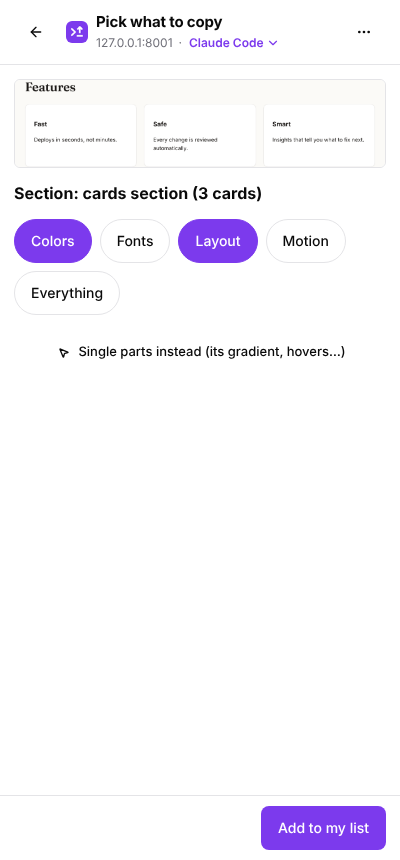 Pick what to copy
127.0.0.1:8001 · Claude Code
Features
Fast
Deploys in seconds, not minutes.
Safe
Every change is reviewed
automatically.
Smart
Insights that tell you what to fix next.
Section: cards section (3 cards)
Colors
Fonts
Layout
Motion
Everything
Single parts instead (its gradient, hovers...)
Add to my list